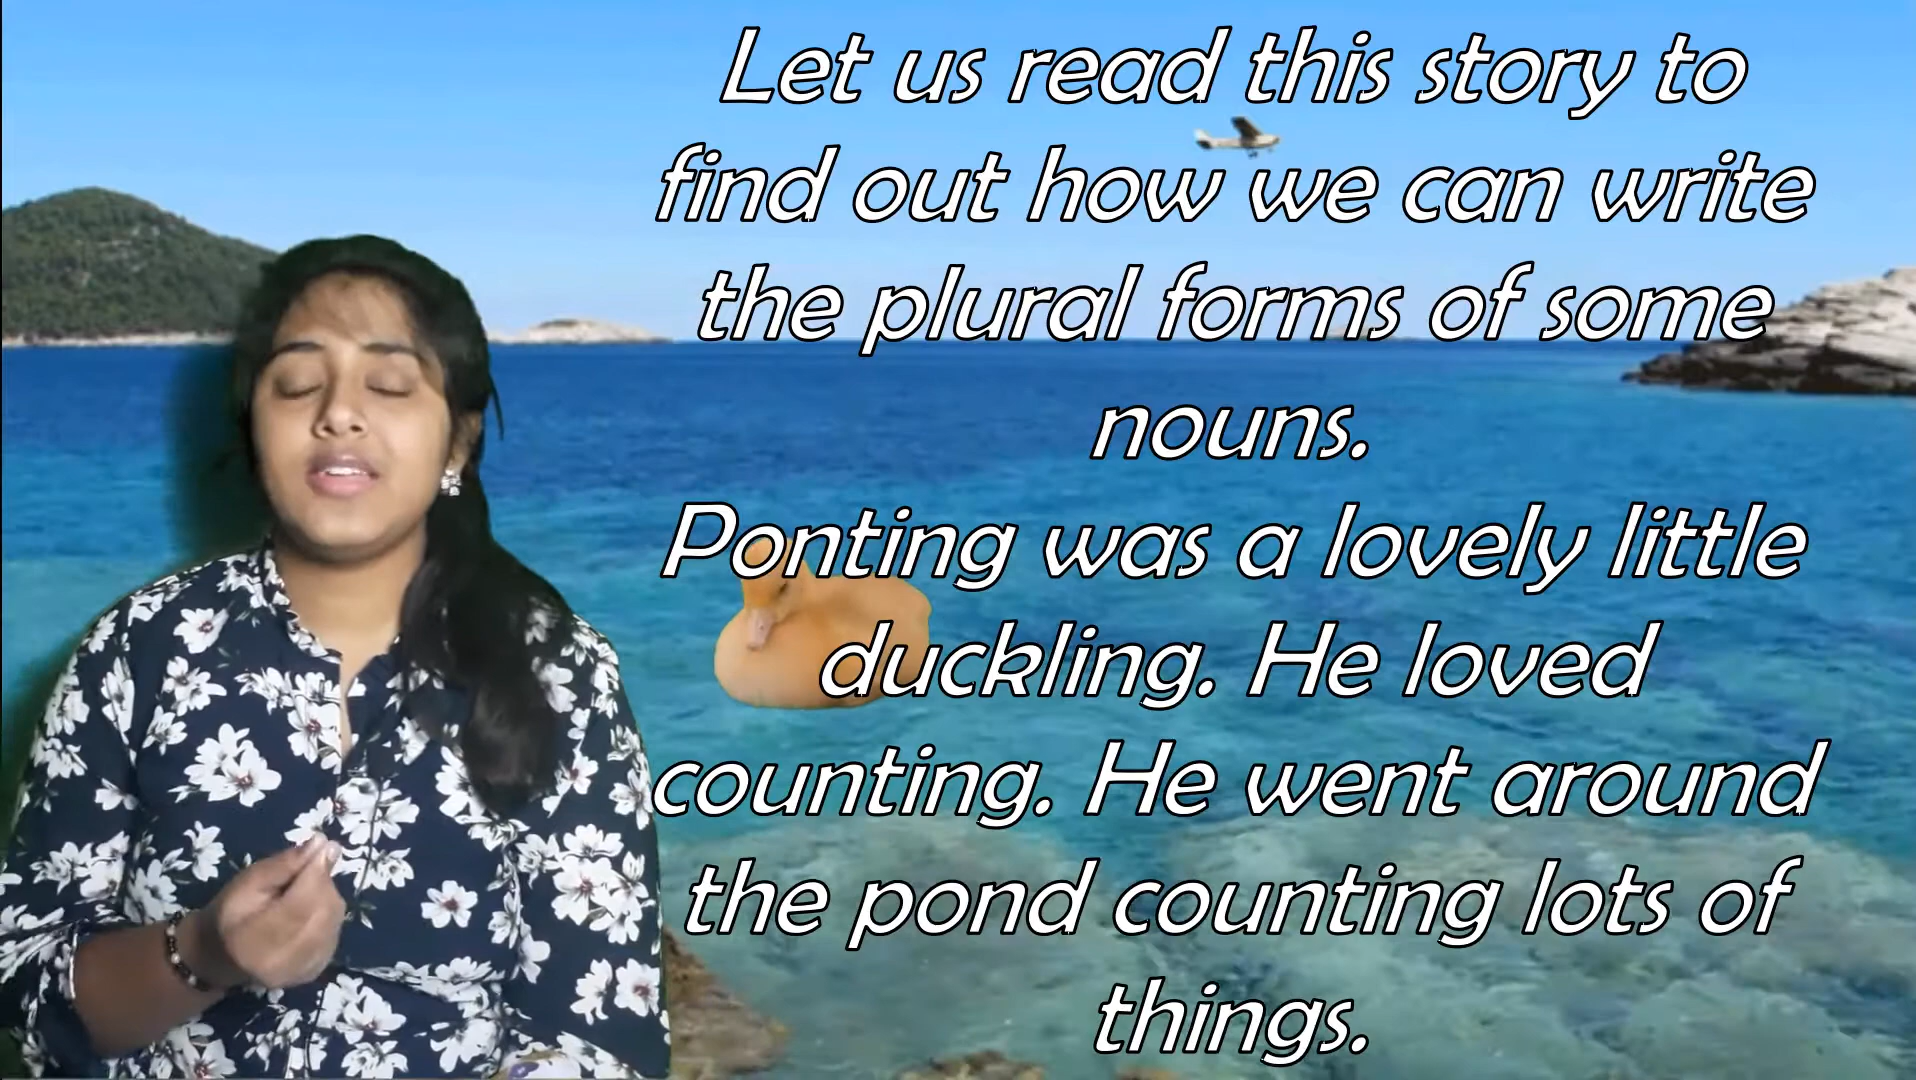 Let us read this story to
find out how we can write
the plural forms of some
nouns.
Ponting was a lovely little
duckling. He loved
counting. He went around
the pond counting lots of
things.